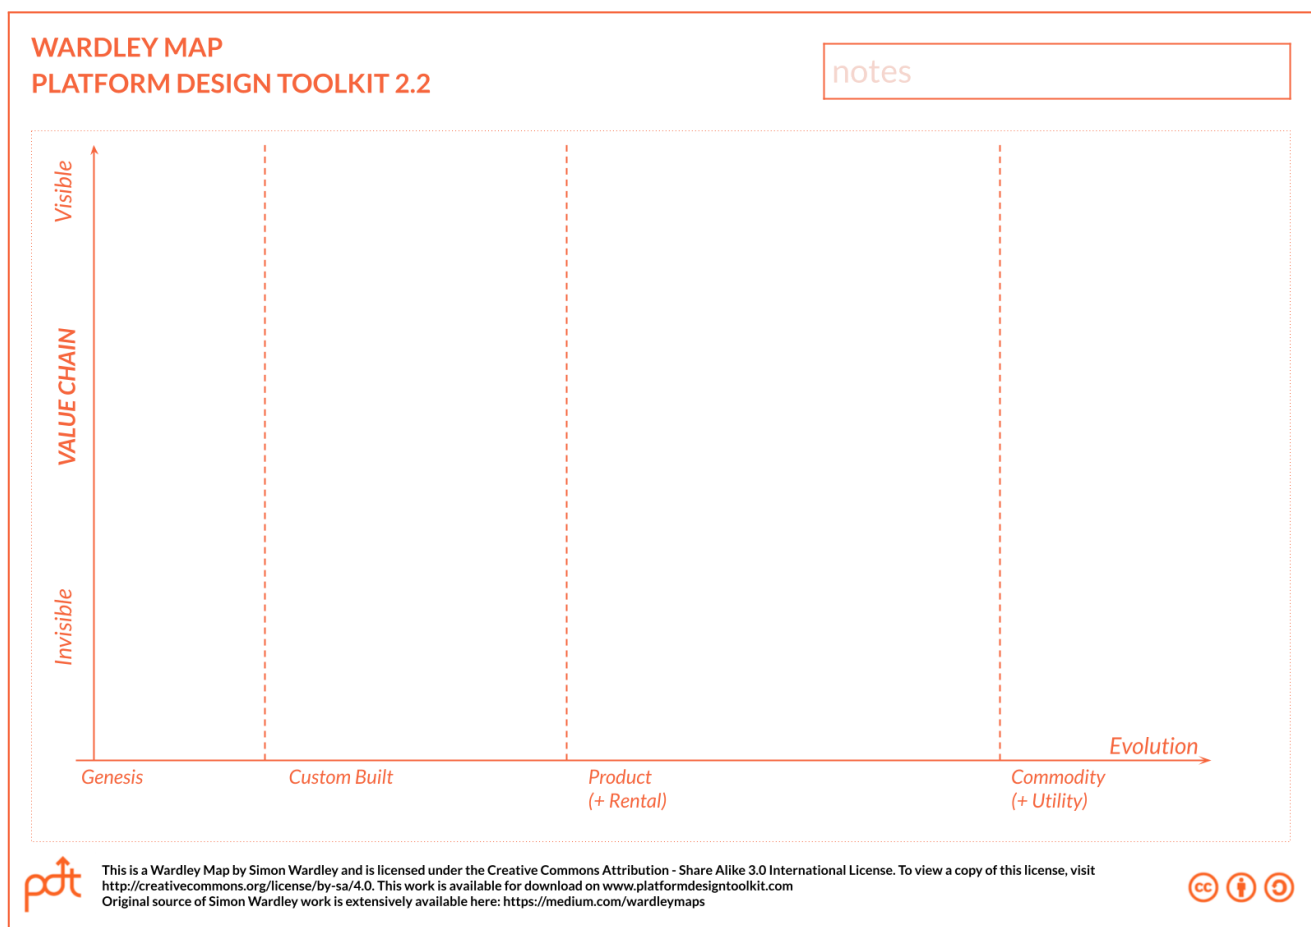 WARDLEY MAP
PLATFORM DESIGN TOOLKIT 2.2
notes
Visible
VALUE CHAIN
Invisible
Evolution
Genesis
Custom Built
Product
(+ Rental)
Commodity
(+ Utility)
pdt
This is a Wardley Map by Simon Wardley and is licensed under the Creative Commons Attribution - Share Alike 3.0 International License. To view a copy of this license, visit
http://creativecommons.org/license/by-sa/4.0. This work is available for download on www.platformdesigntoolkit.com
Original source of Simon Wardley work is extensively available here: https://medium.com/wardleymaps
cc